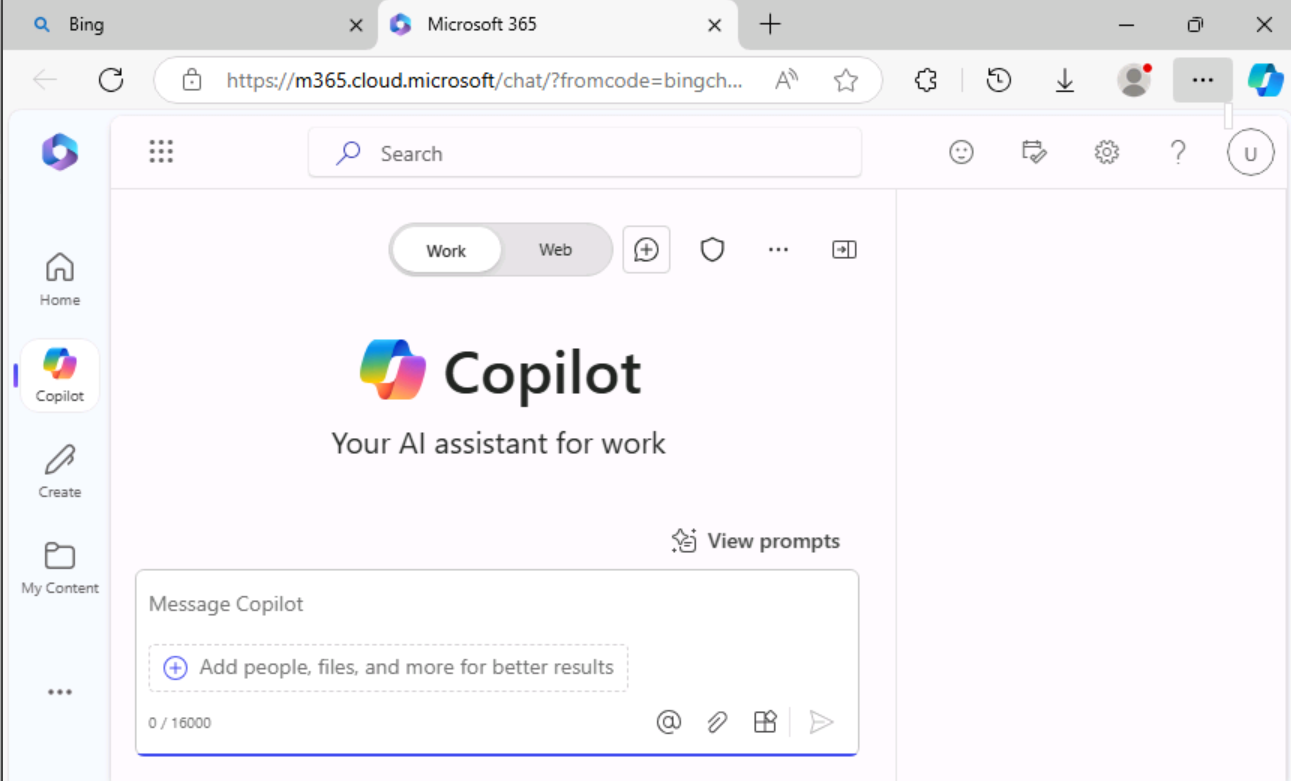 Bing
Microsoft 365
https://m365.cloud.microsoft/chat/?fromcode=bingch...
Search
U
Work
Web
Home
Copilot
Copilot
Your AI assistant for work
Create
View prompts
My Content
Message Copilot
Add people, files, and more for better results
0 / 16000